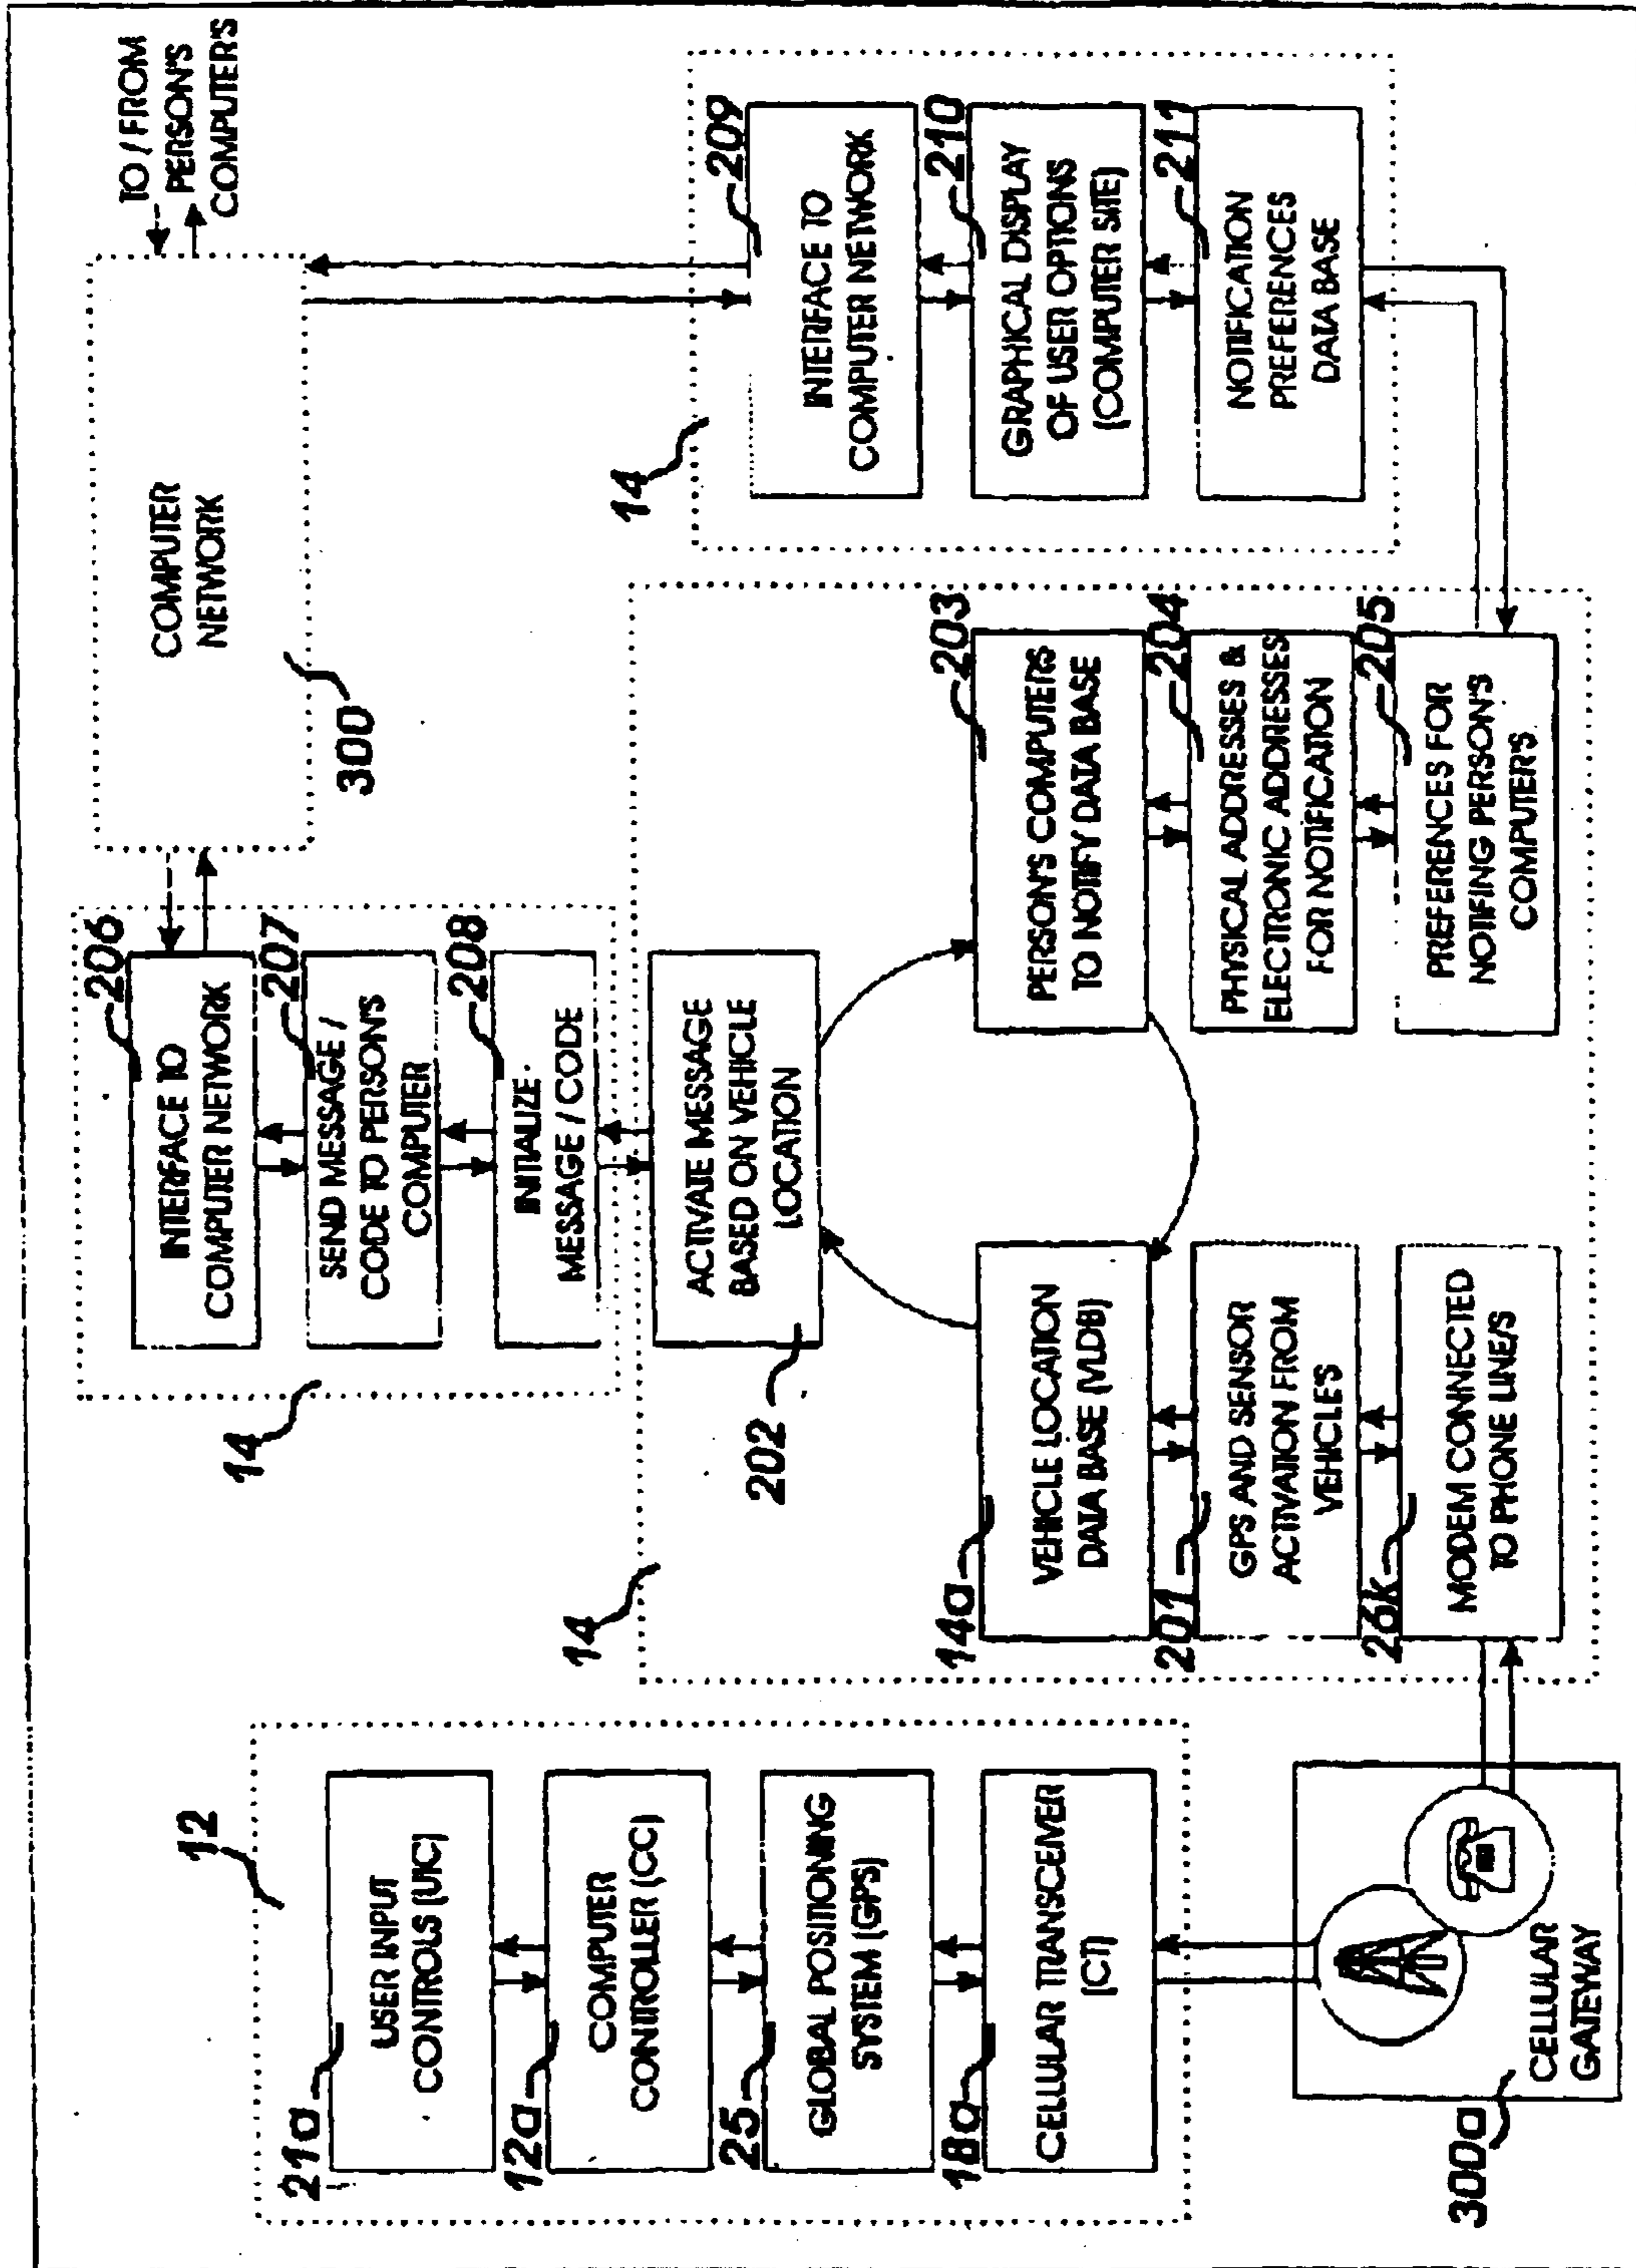 TO / FROM
PERSON'S
COMPUTER'S
COMPUTER
NETWORK
300
14
206
INTERFACE TO
COMPUTER NETWORK
207
SEND MESSAGE /
CODE TO PERSON'S
COMPUTER
208
INITIALIZE
MESSAGE / CODE
14
209
INTERFACE TO
COMPUTER NETWORK
210
GRAPHICAL DISPLAY
OF USER OPTIONS
(COMPUTER SITE)
211
NOTIFICATION
PREFERENCES
DATA BASE
12
21a
USER INPUT
CONTROLS (UIC)
12a
COMPUTER
CONTROLLER (CC)
25
GLOBAL POSITIONING
SYSTEM (GPS)
18a
CELLULAR TRANSCEIVER
(CT)
14
202
ACTIVATE MESSAGE
BASED ON VEHICLE
LOCATION
14a
VEHICLE LOCATION
DATA BASE (VLDB)
201
GPS AND SENSOR
ACTIVATION FROM
VEHICLES
26k
MODEM CONNECTED
TO PHONE LINE/S
203
PERSON'S COMPUTERS
TO NOTIFY DATA BASE
204
PHYSICAL ADDRESSES &
ELECTRONIC ADDRESSES
FOR NOTIFICATION
205
PREFERENCES FOR
NOTIFING PERSON'S
COMPUTER'S
300a
CELLULAR
GATEWAY